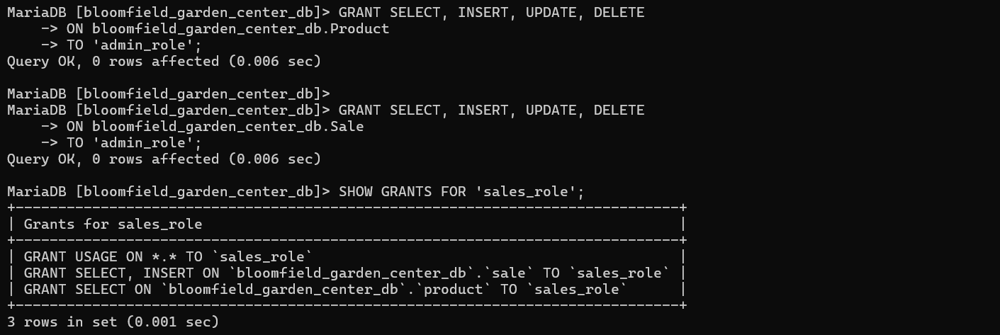 MariaDB [bloomfield_garden_center_db]> GRANT SELECT, INSERT, UPDATE, DELETE
    -> ON bloomfield_garden_center_db.Product
    -> TO 'admin_role';
Query OK, 0 rows affected (0.006 sec)

MariaDB [bloomfield_garden_center_db]>
MariaDB [bloomfield_garden_center_db]> GRANT SELECT, INSERT, UPDATE, DELETE
    -> ON bloomfield_garden_center_db.Sale
    -> TO 'admin_role';
Query OK, 0 rows affected (0.006 sec)

MariaDB [bloomfield_garden_center_db]> SHOW GRANTS FOR 'sales_role';
+------------------------------------------------------------------------------+
| Grants for sales_role                                                        |
+------------------------------------------------------------------------------+
| GRANT USAGE ON *.* TO `sales_role`                                           |
| GRANT SELECT, INSERT ON `bloomfield_garden_center_db`.`sale` TO `sales_role` |
| GRANT SELECT ON `bloomfield_garden_center_db`.`product` TO `sales_role`      |
+------------------------------------------------------------------------------+
3 rows in set (0.001 sec)